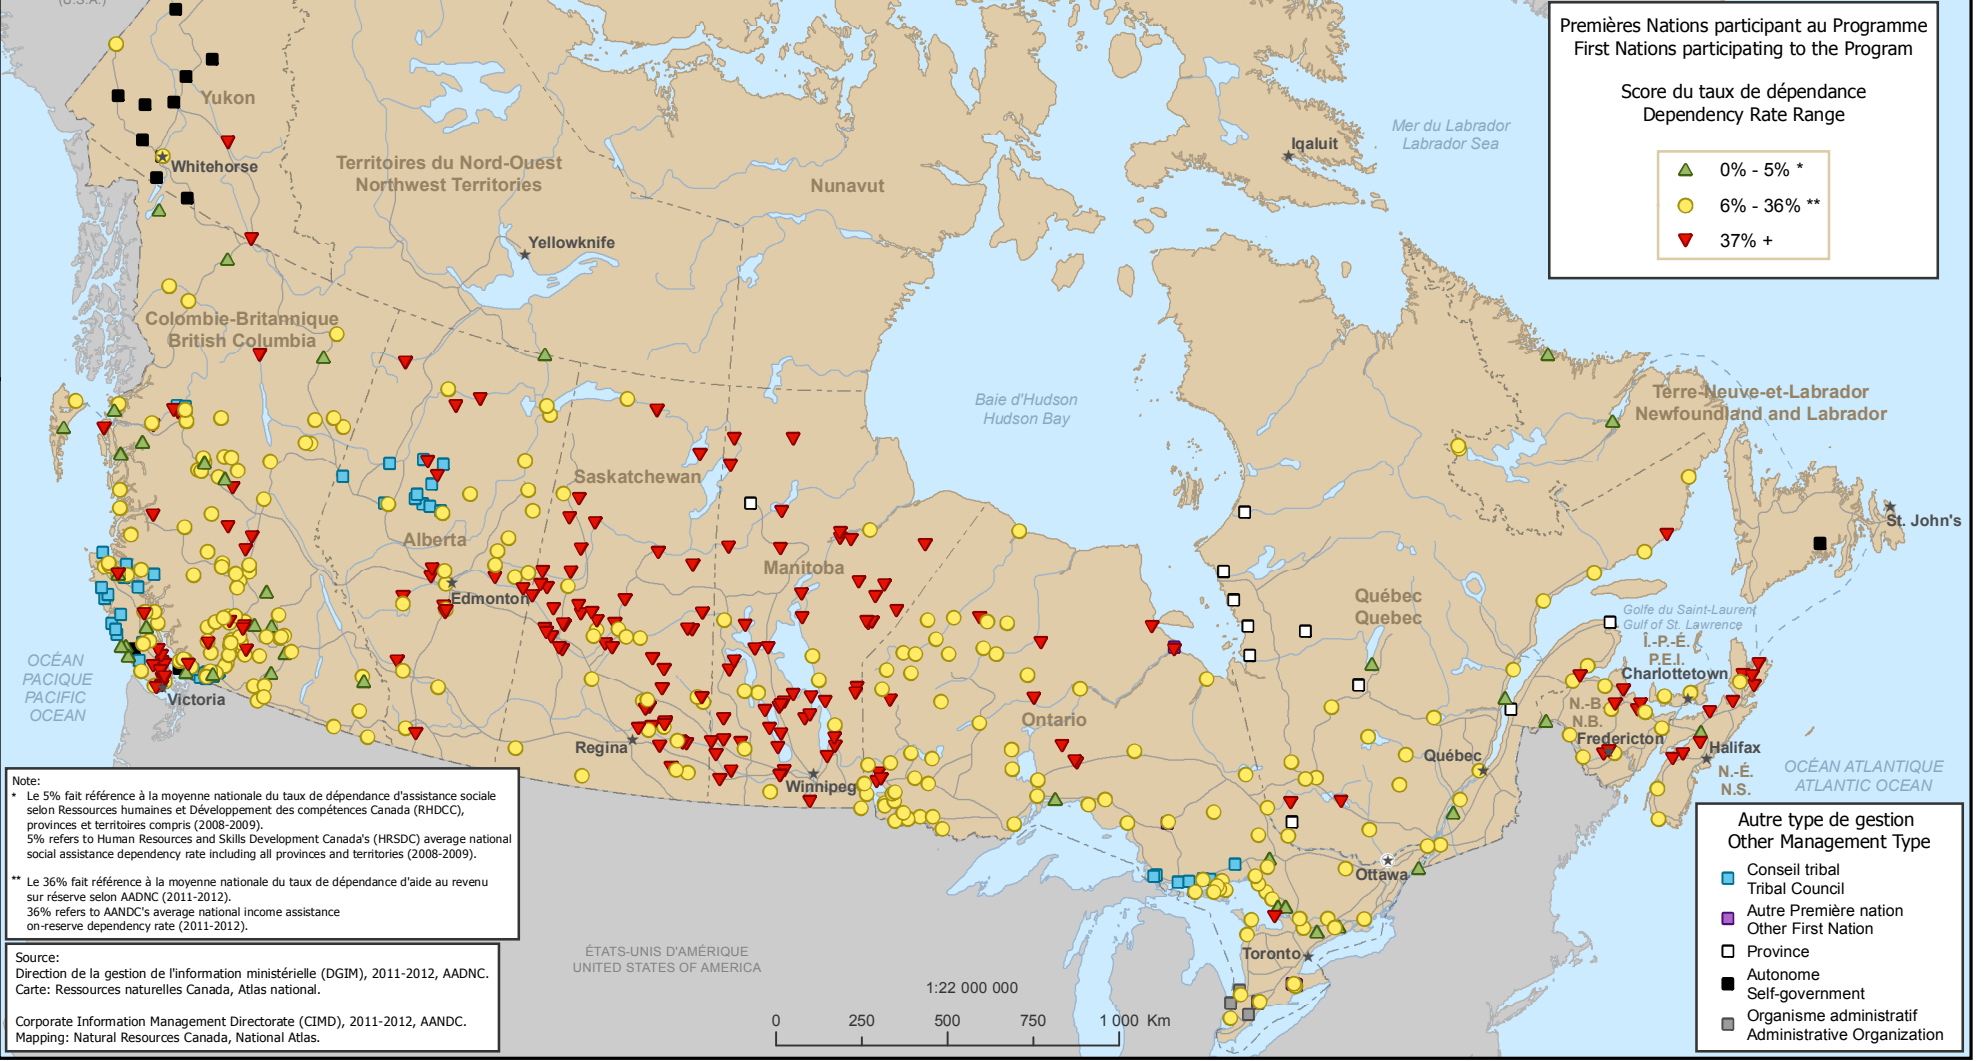 (U.S.A.)
Yukon
Whitehorse
Territoires du Nord-Ouest
Northwest Territories
Yellowknife
Nunavut
Iqaluit
Mer du Labrador
Labrador Sea
Premières Nations participant au Programme
First Nations participating to the Program
Score du taux de dépendance
Dependency Rate Range
0% - 5% *
6% - 36% **
37% +
Colombie-Britannique
British Columbia
Baie d'Hudson
Hudson Bay
Terre-Neuve-et-Labrador
Newfoundland and Labrador
Saskatchewan
Alberta
Edmonton
Manitoba
St. John's
Québec
Quebec
Golfe du Saint-Laurent
Gulf of St. Lawrence
Î.-P.-É.
P.E.I.
Charlottetown
OCÉAN
PACIQUE
PACIFIC
OCEAN
Victoria
N.-B.
N.B.
Fredericton
Halifax
N.-É.
N.S.
Ontario
Regina
Winnipeg
Québec
OCÉAN ATLANTIQUE
ATLANTIC OCEAN
Ottawa
Toronto
ÉTATS-UNIS D'AMÉRIQUE
UNITED STATES OF AMERICA
1:22 000 000
0 250 500 750 1 000 Km
Note:
* Le 5% fait référence à la moyenne nationale du taux de dépendance d'assistance sociale
selon Ressources humaines et Développement des compétences Canada (RHDCC),
provinces et territoires compris (2008-2009).
5% refers to Human Resources and Skills Development Canada's (HRSDC) average national
social assistance dependency rate including all provinces and territories (2008-2009).
** Le 36% fait référence à la moyenne nationale du taux de dépendance d'aide au revenu
sur réserve selon AADNC (2011-2012).
36% refers to AANDC's average national income assistance
on-reserve dependency rate (2011-2012).
Source:
Direction de la gestion de l'information ministérielle (DGIM), 2011-2012, AADNC.
Carte: Ressources naturelles Canada, Atlas national.
Corporate Information Management Directorate (CIMD), 2011-2012, AANDC.
Mapping: Natural Resources Canada, National Atlas.
Autre type de gestion
Other Management Type
Conseil tribal
Tribal Council
Autre Première nation
Other First Nation
Province
Autonome
Self-government
Organisme administratif
Administrative Organization